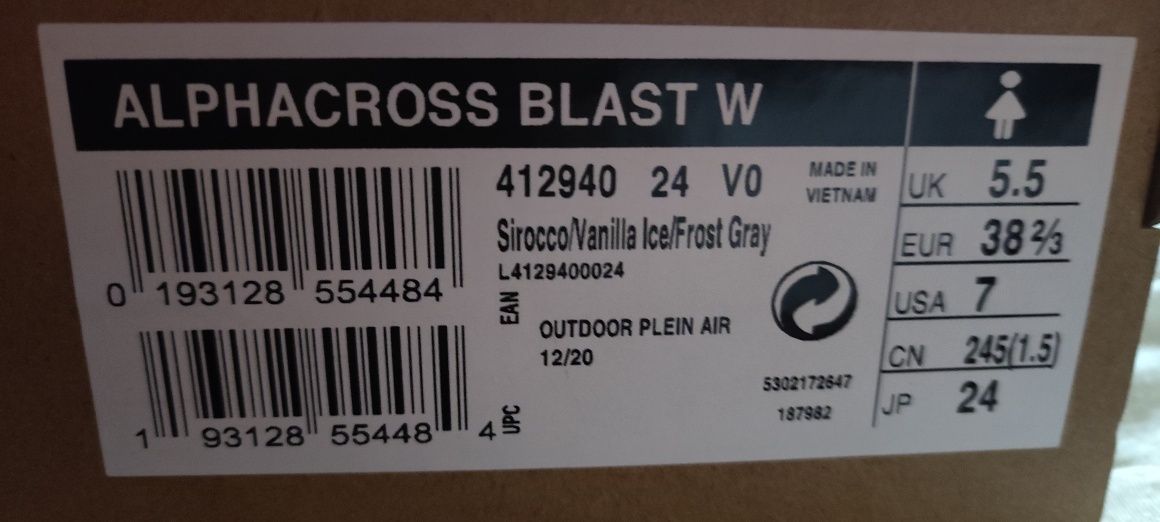 ALPHACROSS BLAST W
412940 24 V0
MADE IN
VIETNAM
Sirocco/Vanilla Ice/Frost Gray
L4129400024
0 193128 554484
EAN
OUTDOOR PLEIN AIR
12/20
1 93128 55448 4
UPC
5302172647
187982
UK 5.5
EUR 38 ⅔
USA 7
CN 245(1.5)
JP 24